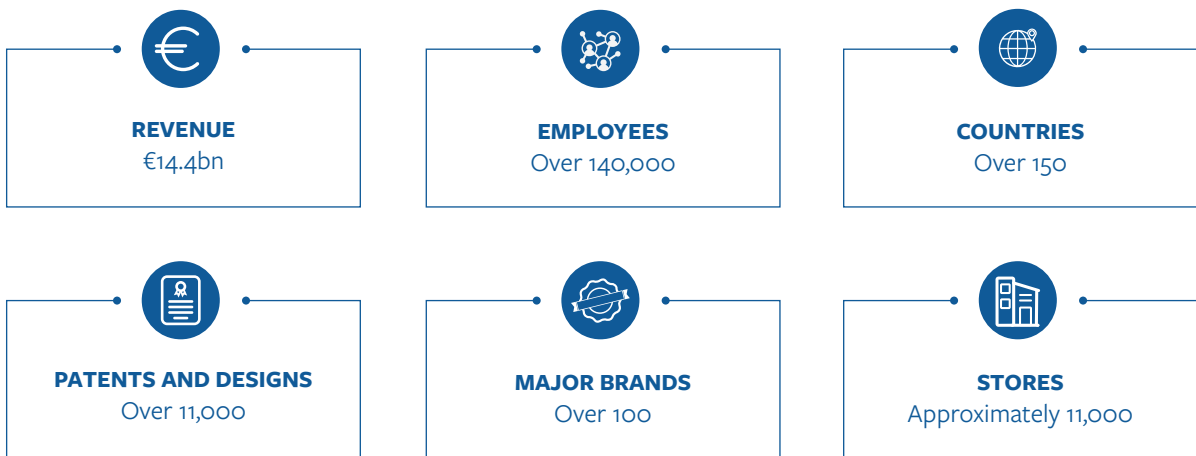 REVENUE
€14.4bn
EMPLOYEES
Over 140,000
COUNTRIES
Over 150
PATENTS AND DESIGNS
Over 11,000
MAJOR BRANDS
Over 100
STORES
Approximately 11,000